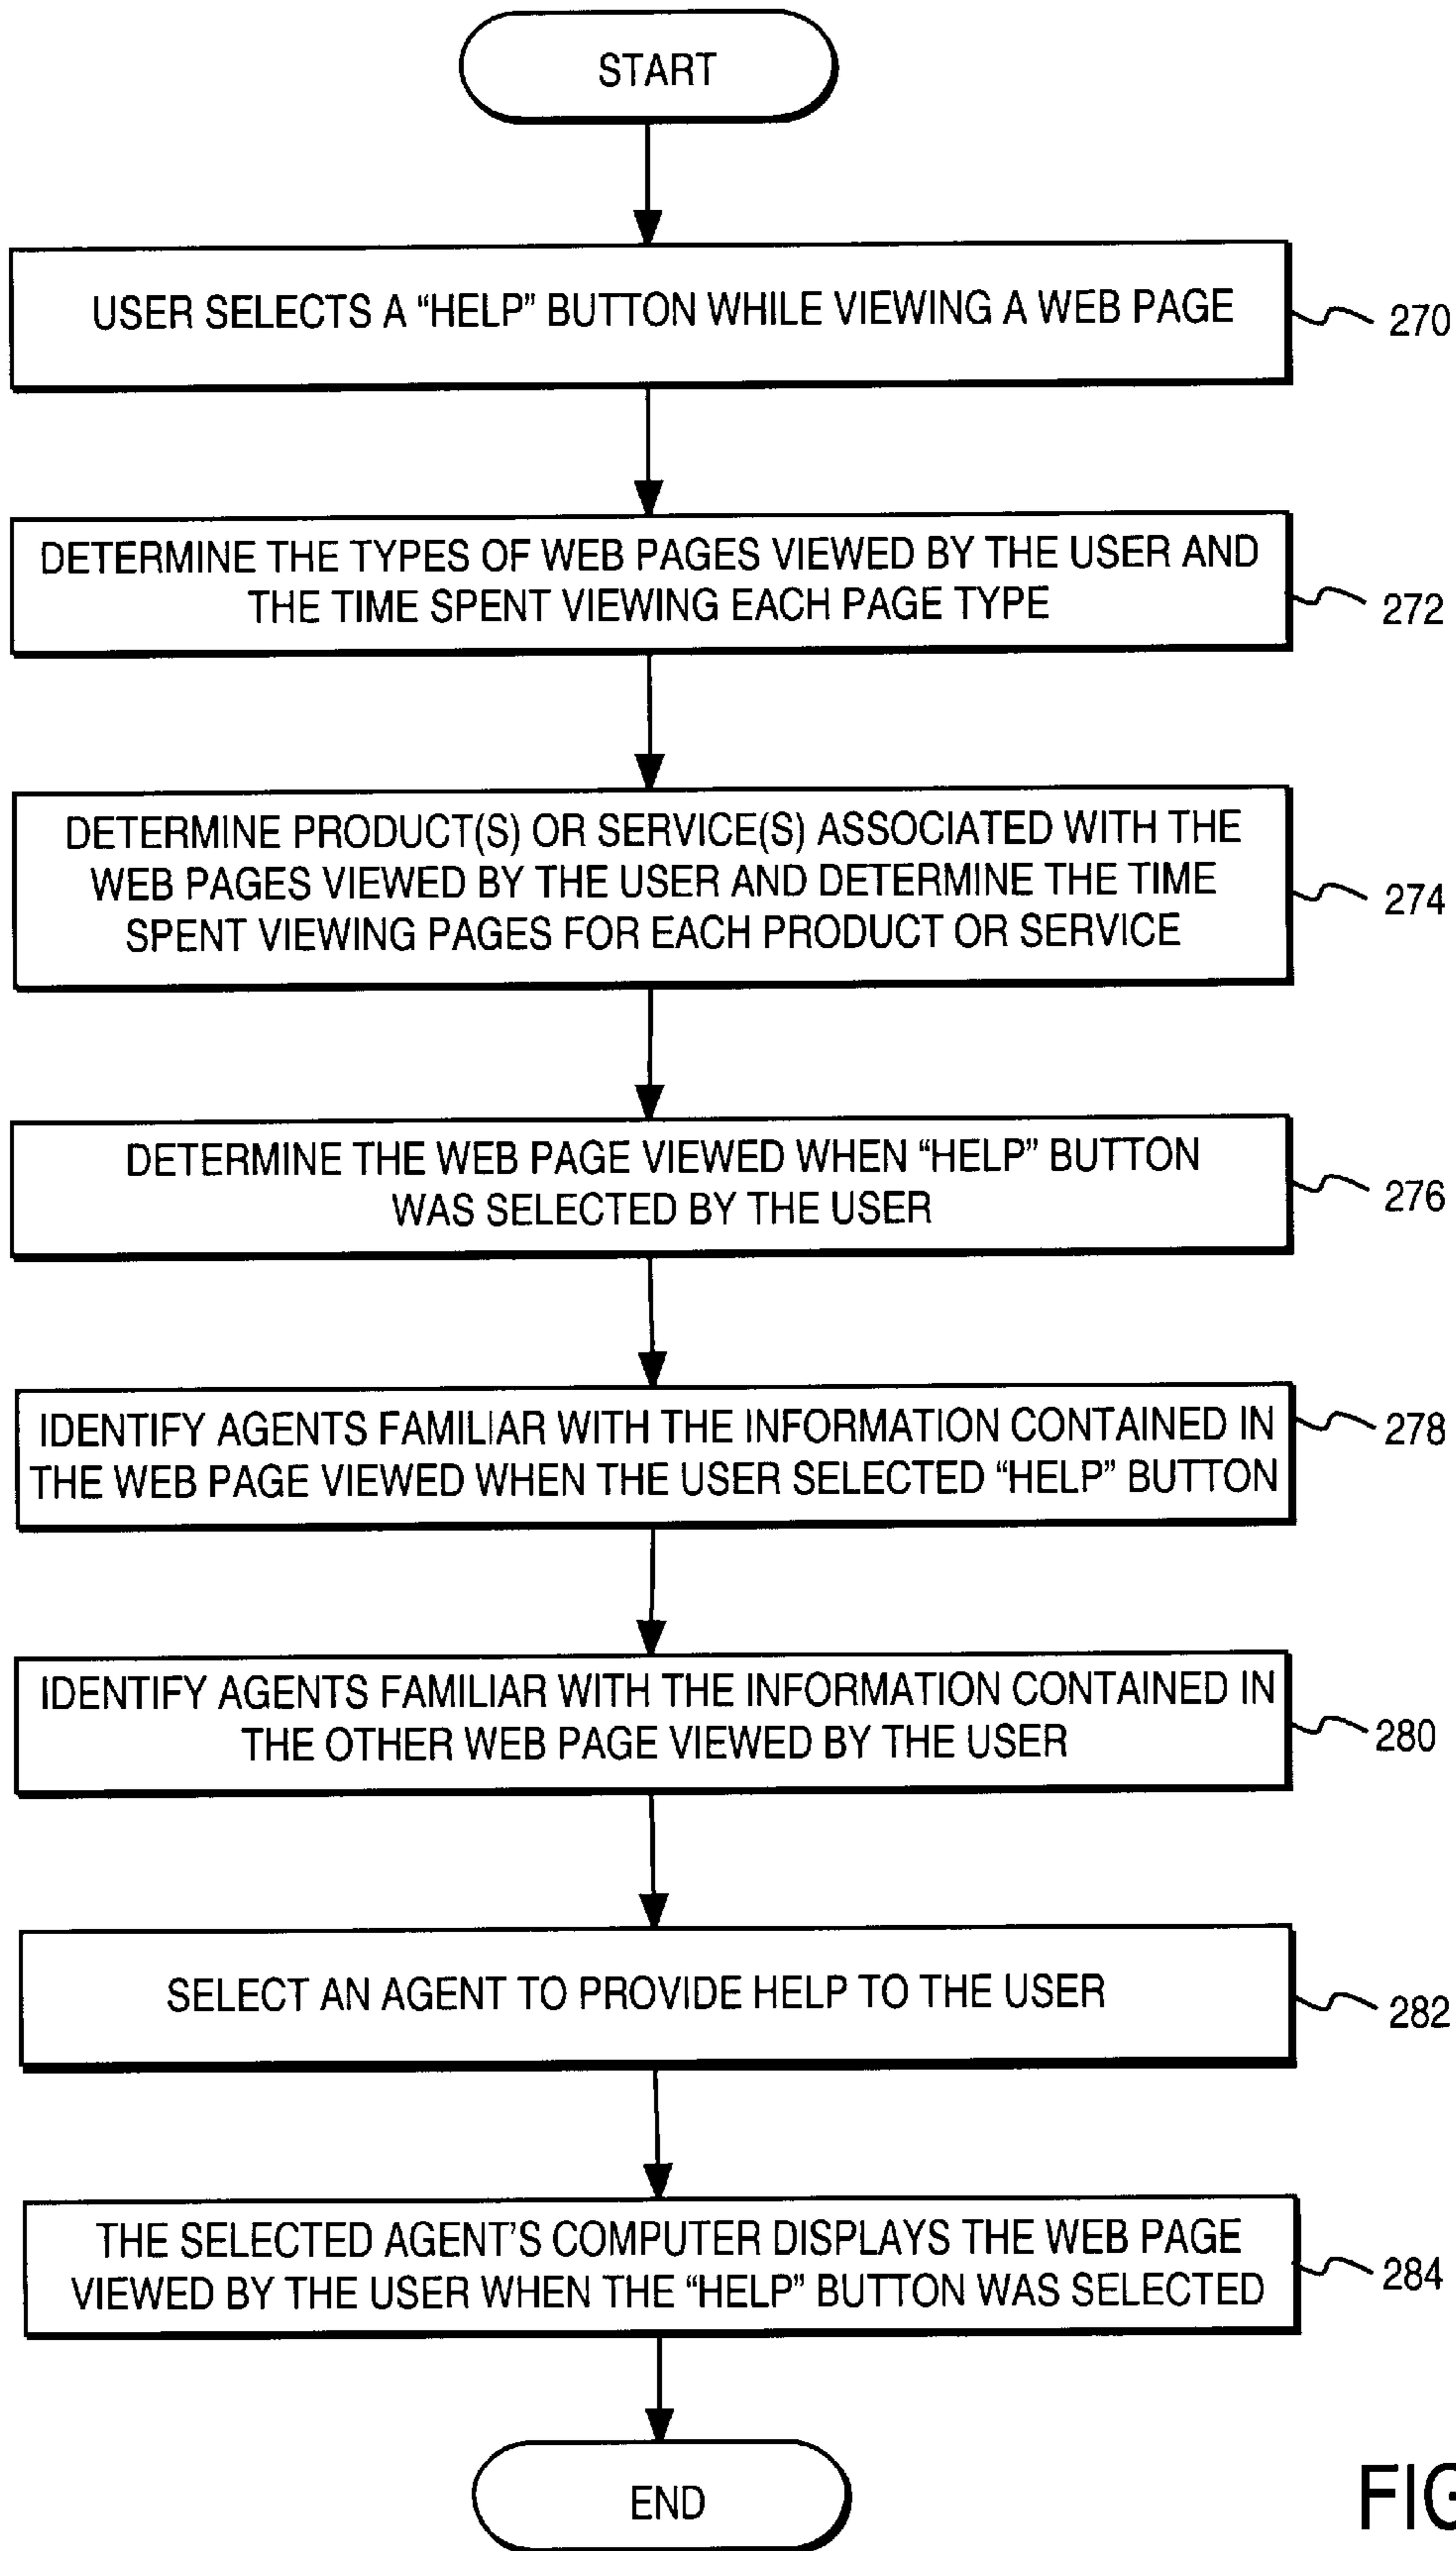 START
USER SELECTS A “HELP” BUTTON WHILE VIEWING A WEB PAGE
270
DETERMINE THE TYPES OF WEB PAGES VIEWED BY THE USER AND
THE TIME SPENT VIEWING EACH PAGE TYPE
272
DETERMINE PRODUCT(S) OR SERVICE(S) ASSOCIATED WITH THE
WEB PAGES VIEWED BY THE USER AND DETERMINE THE TIME
SPENT VIEWING PAGES FOR EACH PRODUCT OR SERVICE
274
DETERMINE THE WEB PAGE VIEWED WHEN “HELP” BUTTON
WAS SELECTED BY THE USER
276
IDENTIFY AGENTS FAMILIAR WITH THE INFORMATION CONTAINED IN
THE WEB PAGE VIEWED WHEN THE USER SELECTED “HELP” BUTTON
278
IDENTIFY AGENTS FAMILIAR WITH THE INFORMATION CONTAINED IN
THE OTHER WEB PAGE VIEWED BY THE USER
280
SELECT AN AGENT TO PROVIDE HELP TO THE USER
282
THE SELECTED AGENT’S COMPUTER DISPLAYS THE WEB PAGE
VIEWED BY THE USER WHEN THE “HELP” BUTTON WAS SELECTED
284
END
FIG